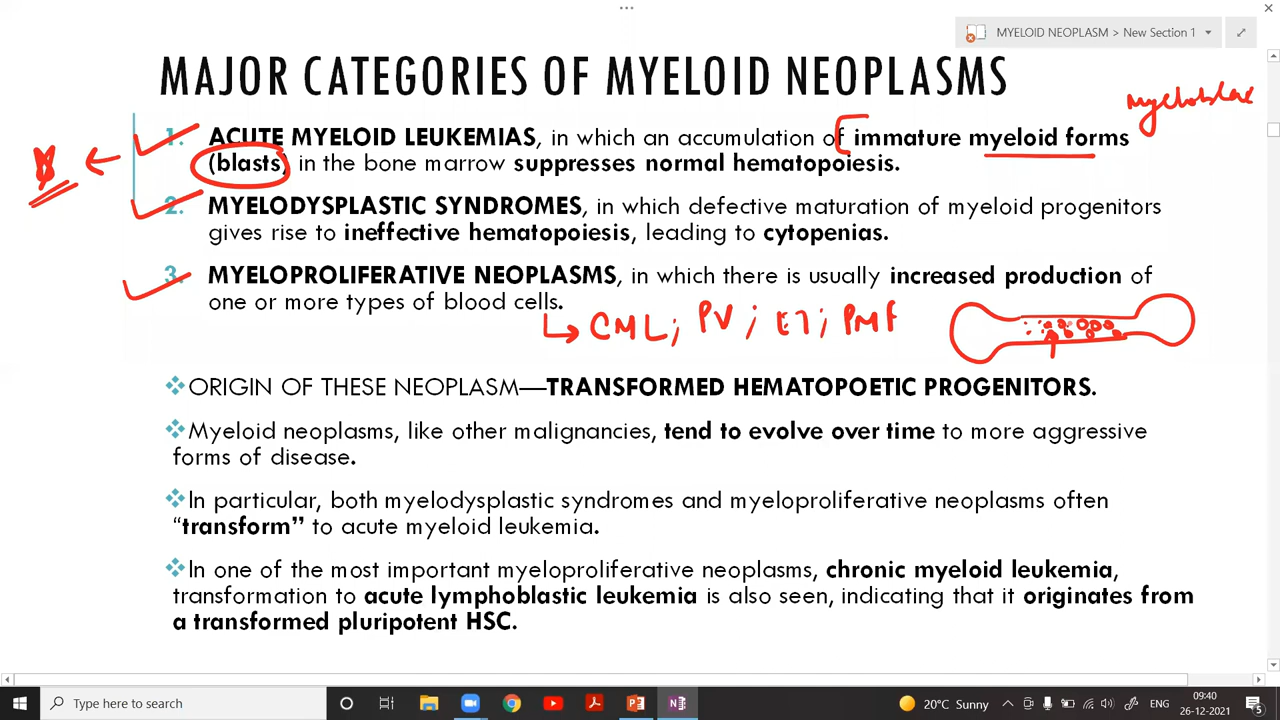 MYELOID NEOPLASM > New Section 1
MAJOR CATEGORIES OF MYELOID NEOPLASMS
1. ACUTE MYELOID LEUKEMIAS, in which an accumulation of immature myeloid forms
(blasts) in the bone marrow suppresses normal hematopoiesis.
2. MYELODYSPLASTIC SYNDROMES, in which defective maturation of myeloid progenitors
gives rise to ineffective hematopoiesis, leading to cytopenias.
3. MYELOPROLIFERATIVE NEOPLASMS, in which there is usually increased production of
one or more types of blood cells.
CML; PV; ET; PMF
ORIGIN OF THESE NEOPLASM—TRANSFORMED HEMATOPOETIC PROGENITORS.
Myeloid neoplasms, like other malignancies, tend to evolve over time to more aggressive
forms of disease.
In particular, both myelodysplastic syndromes and myeloproliferative neoplasms often
“transform” to acute myeloid leukemia.
In one of the most important myeloproliferative neoplasms, chronic myeloid leukemia,
transformation to acute lymphoblastic leukemia is also seen, indicating that it originates from
a transformed pluripotent HSC.
Type here to search
20°C Sunny
ENG
09:40
26-12-2021
5